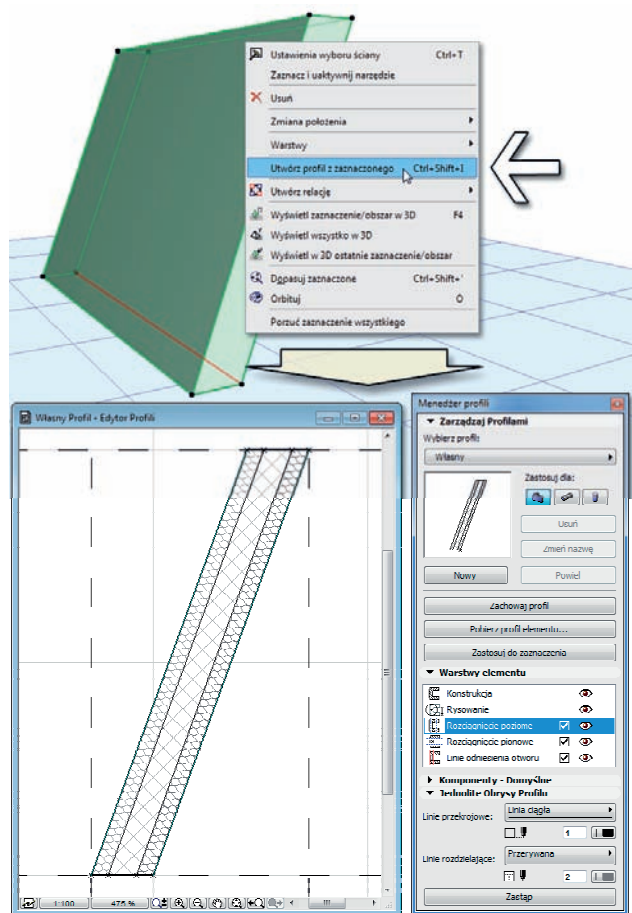 Ustawienia wyboru ściany Ctrl+T
Zaznacz i uaktywnij narzędzie
Usuń
Zmiana położenia
Warstwy
Utwórz profil z zaznaczonego Ctrl+Shift+I
Utwórz relację
Wyświetl zaznaczenie/obszar w 3D F4
Wyświetl wszystko w 3D
Wyświetl w 3D ostatnie zaznaczenie/obszar
Dopasuj zaznaczone Ctrl+Shift+'
Orbituj O
Porzuć zaznaczenie wszystkiego
Własny Profil - Edytor Profili
1:100 475 %
Menedżer profili
Zarządzaj Profilami
Wybierz profil:
Własny
Zastosuj dla:
Usuń
Zmień nazwę
Nowy Powiel
Zachowaj profil
Pobierz profil elementu...
Zastosuj do zaznaczenia
Warstwy elementu
Konstrukcja
Rysowanie
Rozciągnięcie poziome
Rozciągnięcie pionowe
Linie odniesienia otworu
Komponenty - Domyślne
Jednolite Obrysy Profilu
Linie przekrojowe: Linia ciągła
1
Linie rozdzielające: Przerywana
2
Zastąp